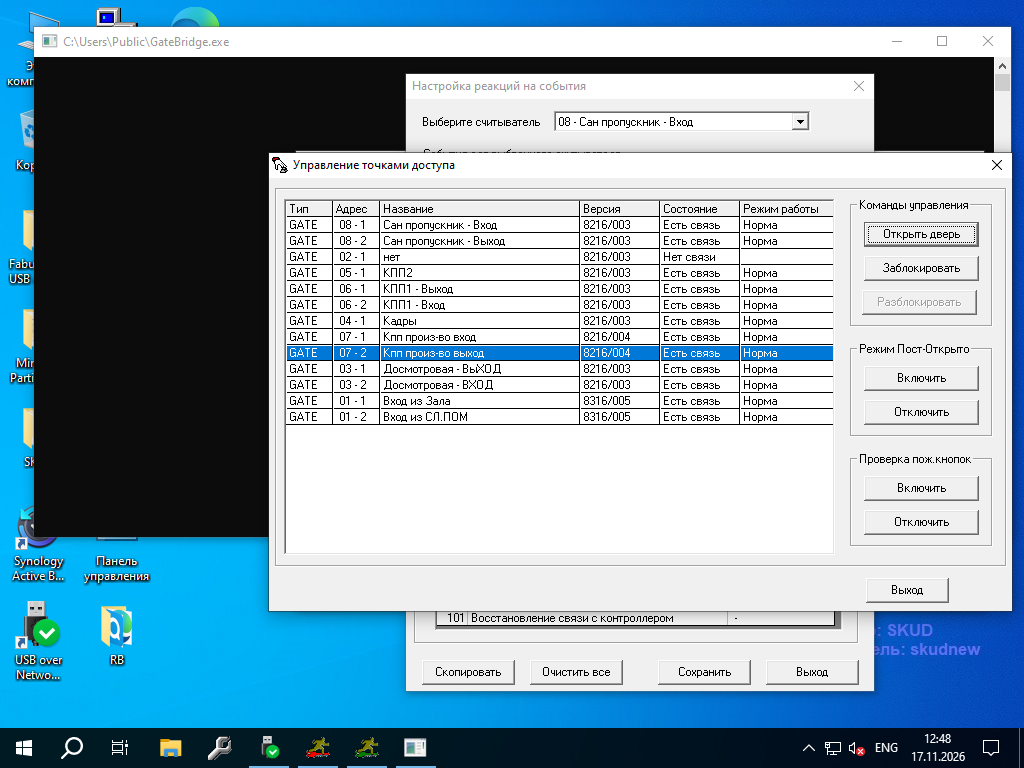 C:\Users\Public\GateBridge.exe
Настройка реакций на события
Выберите считыватель
08 - Сан пропускник - Вход
Управление точками доступа
Тип Адрес Название Версия Состояние Режим работы
GATE 08 - 1 Сан пропускник - Вход 8216/003 Есть связь Норма
GATE 08 - 2 Сан пропускник - Выход 8216/003 Есть связь Норма
GATE 02 - 1 нет 8216/003 Нет связи
GATE 05 - 1 КПП2 8216/003 Есть связь Норма
GATE 06 - 1 КПП1 - Выход 8216/003 Есть связь Норма
GATE 06 - 2 КПП1 - Вход 8216/003 Есть связь Норма
GATE 04 - 1 Кадры 8216/003 Есть связь Норма
GATE 07 - 1 Кпп произ-во вход 8216/004 Есть связь Норма
GATE 07 - 2 Кпп произ-во выход 8216/004 Есть связь Норма
GATE 03 - 1 Досмотровая - ВЫХОД 8216/003 Есть связь Норма
GATE 03 - 2 Досмотровая - ВХОД 8216/003 Есть связь Норма
GATE 01 - 1 Вход из Зала 8316/005 Есть связь Норма
GATE 01 - 2 Вход из СЛ.ПОМ 8316/005 Есть связь Норма
Команды управления
Открыть дверь
Заблокировать
Разблокировать
Режим Пост-Открыто
Включить
Отключить
Проверка пож.кнопок
Включить
Отключить
Выход
101 Восстановление связи с контроллером -
Скопировать
Очистить все
Сохранить
Выход
: SKUD
ель: skudnew
Э
комп
Кор
Fabu
USB
Min
Parti
SK
Synology
Active B...
Панель
управления
USB over
Netwo...
RB
ENG
12:48
17.11.2026